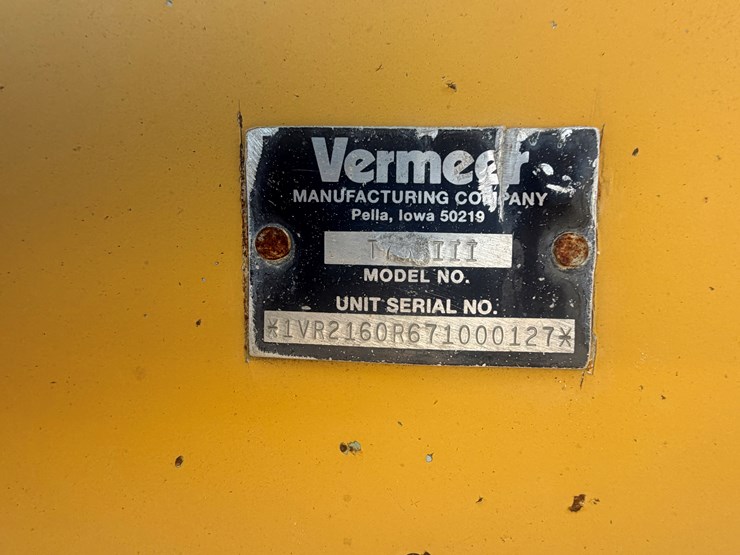 Vermeer
MANUFACTURING COMPANY
Pella, Iowa 50219
MODEL NO.
UNIT SERIAL NO.
*1VR2160R671000127*